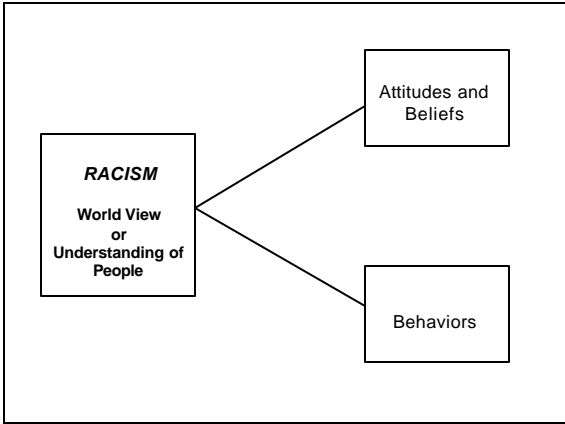 RACISM
World View
or
Understanding of
People
Attitudes and
Beliefs
Behaviors